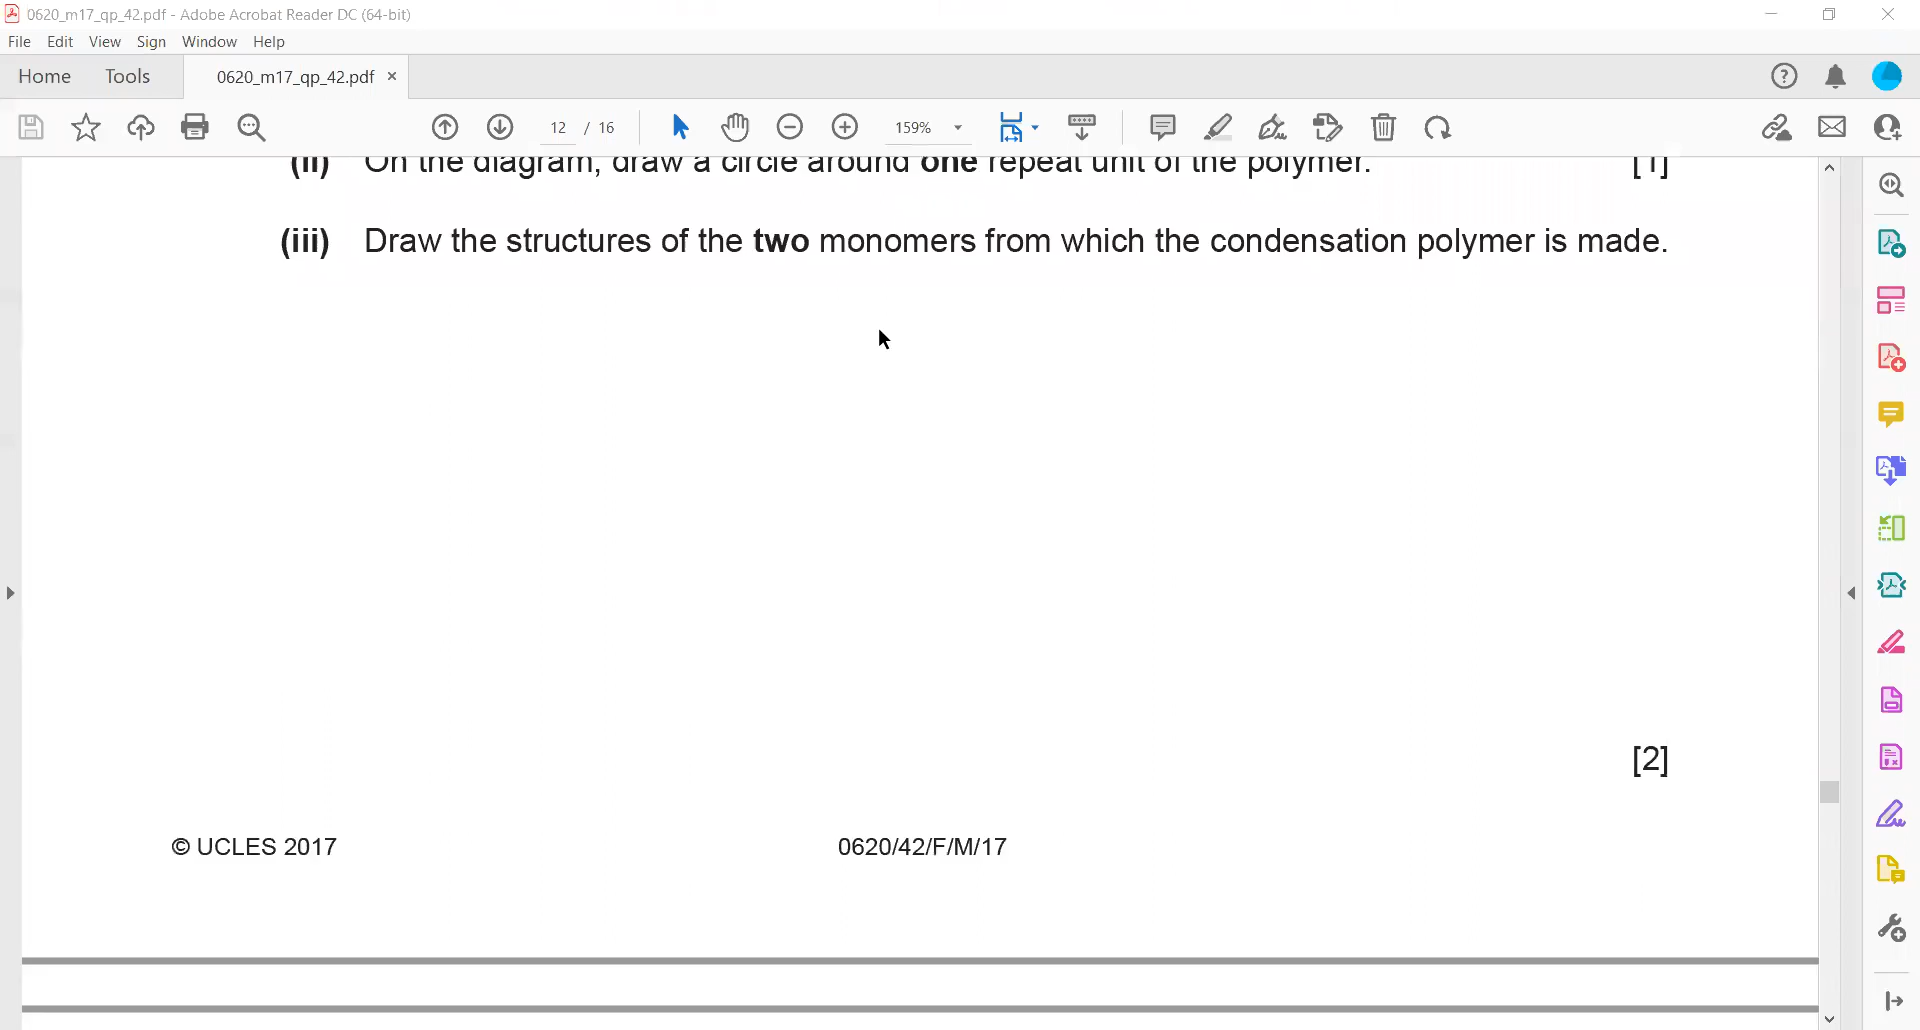 0620_m17_qp_42.pdf - Adobe Acrobat Reader DC (64-bit)
File Edit View Sign Window Help
Home Tools 0620_m17_qp_42.pdf ×
12 / 16 159%
(ii) On the diagram, draw a circle around one repeat unit of the polymer. [1]
(iii) Draw the structures of the two monomers from which the condensation polymer is made.
[2]
© UCLES 2017 0620/42/F/M/17